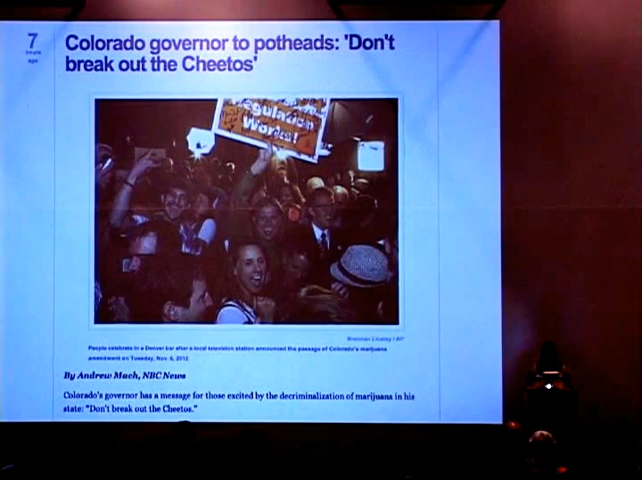 7
hours
ago
Colorado governor to potheads: 'Don't
break out the Cheetos'
Regulation
Works!
Brennan Linsley / AP
People celebrate in a Denver bar after a local television station announced the passage of Colorado's marijuana
amendment on Tuesday, Nov. 6, 2012.
By Andrew Mach, NBC News
Colorado's governor has a message for those excited by the decriminalization of marijuana in his
state: "Don't break out the Cheetos."